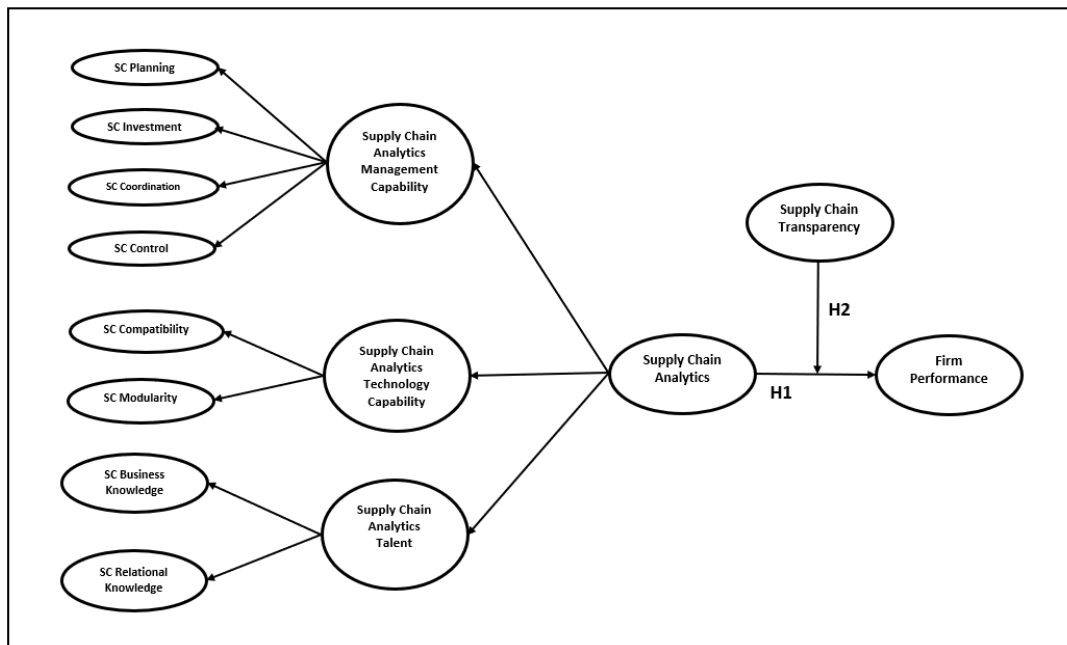 SC Planning
SC Investment
SC Coordination
SC Control
Supply Chain
Analytics
Management
Capability
SC Compatibility
SC Modularity
Supply Chain
Analytics
Technology
Capability
SC Business
Knowledge
SC Relational
Knowledge
Supply Chain
Analytics
Talent
Supply Chain
Analytics
Supply Chain
Transparency
H2
H1
Firm
Performance